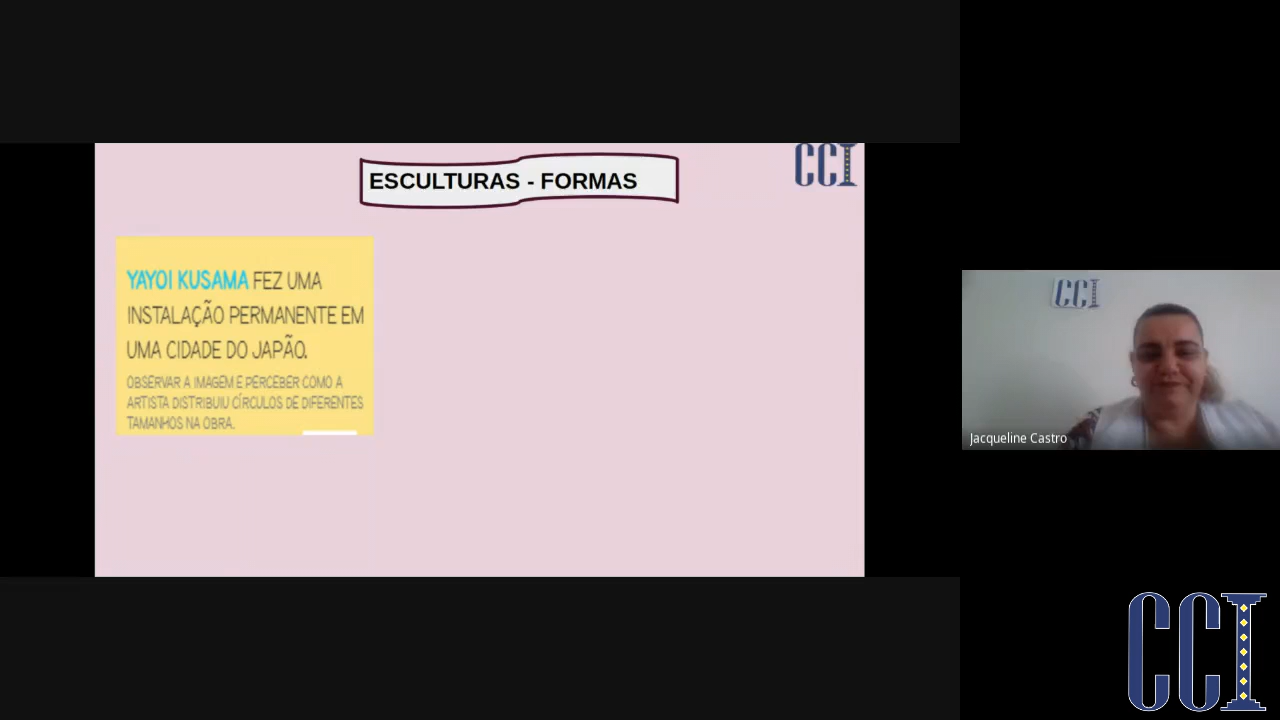 CCI
ESCULTURAS - FORMAS
YAYOI KUSAMA FEZ UMA
INSTALAÇÃO PERMANENTE EM
UMA CIDADE DO JAPÃO.
OBSERVAR A IMAGEM E PERCEBER COMO A
ARTISTA DISTRIBUIU CÍRCULOS DE DIFERENTES
TAMANHOS NA OBRA.
CCI
Jacqueline Castro
CCI